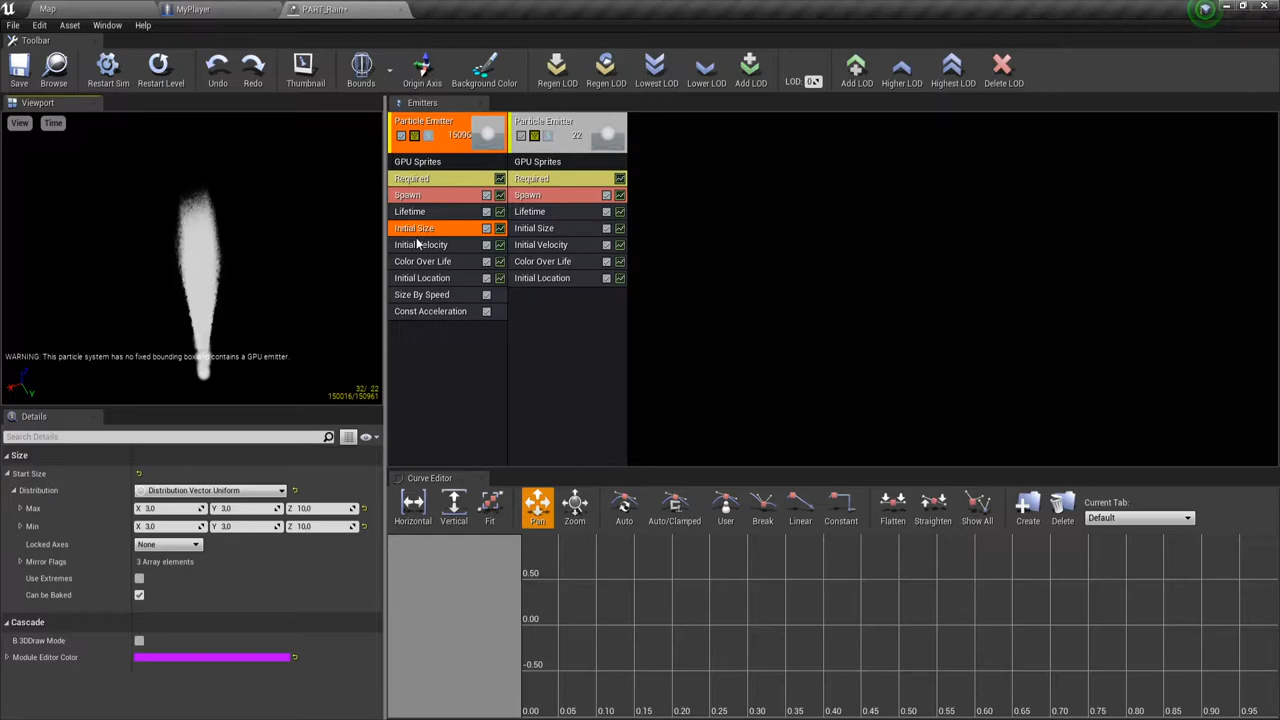 Map
MyPlayer
PART_Rain*
File Edit Asset Window Help
Toolbar
Save Browse Restart Sim Restart Level Undo Redo Thumbnail Bounds Origin Axis Background Color Regen LOD Regen LOD Lowest LOD Lower LOD Add LOD LOD: 0 Add LOD Higher LOD Highest LOD Delete LOD
Viewport
View Time
WARNING: This particle system has no fixed bounding box and contains a GPU emitter.
X Z Y
32/ 22
150016/150961
Emitters
Particle Emitter Particle Emitter
15096 22
GPU Sprites GPU Sprites
Required Required
Spawn Spawn
Lifetime Lifetime
Initial Size Initial Size
Initial Velocity Initial Velocity
Color Over Life Color Over Life
Initial Location Initial Location
Size By Speed
Const Acceleration
Details
Search Details
Size
Start Size
Distribution Distribution Vector Uniform
Max X 3,0 Y 3,0 Z 10,0
Min X 3,0 Y 3,0 Z 10,0
Locked Axes None
Mirror Flags 3 Array elements
Use Extremes
Can be Baked
Cascade
B 3DDraw Mode
Module Editor Color
Curve Editor
Horizontal Vertical Fit Pan Zoom Auto Auto/Clamped User Break Linear Constant Flatten Straighten Show All Create Delete
Current Tab:
Default
0.50
0.00
-0.50
0.00 0.05 0.10 0.15 0.20 0.25 0.30 0.35 0.40 0.45 0.50 0.55 0.60 0.65 0.70 0.75 0.80 0.85 0.90 0.95